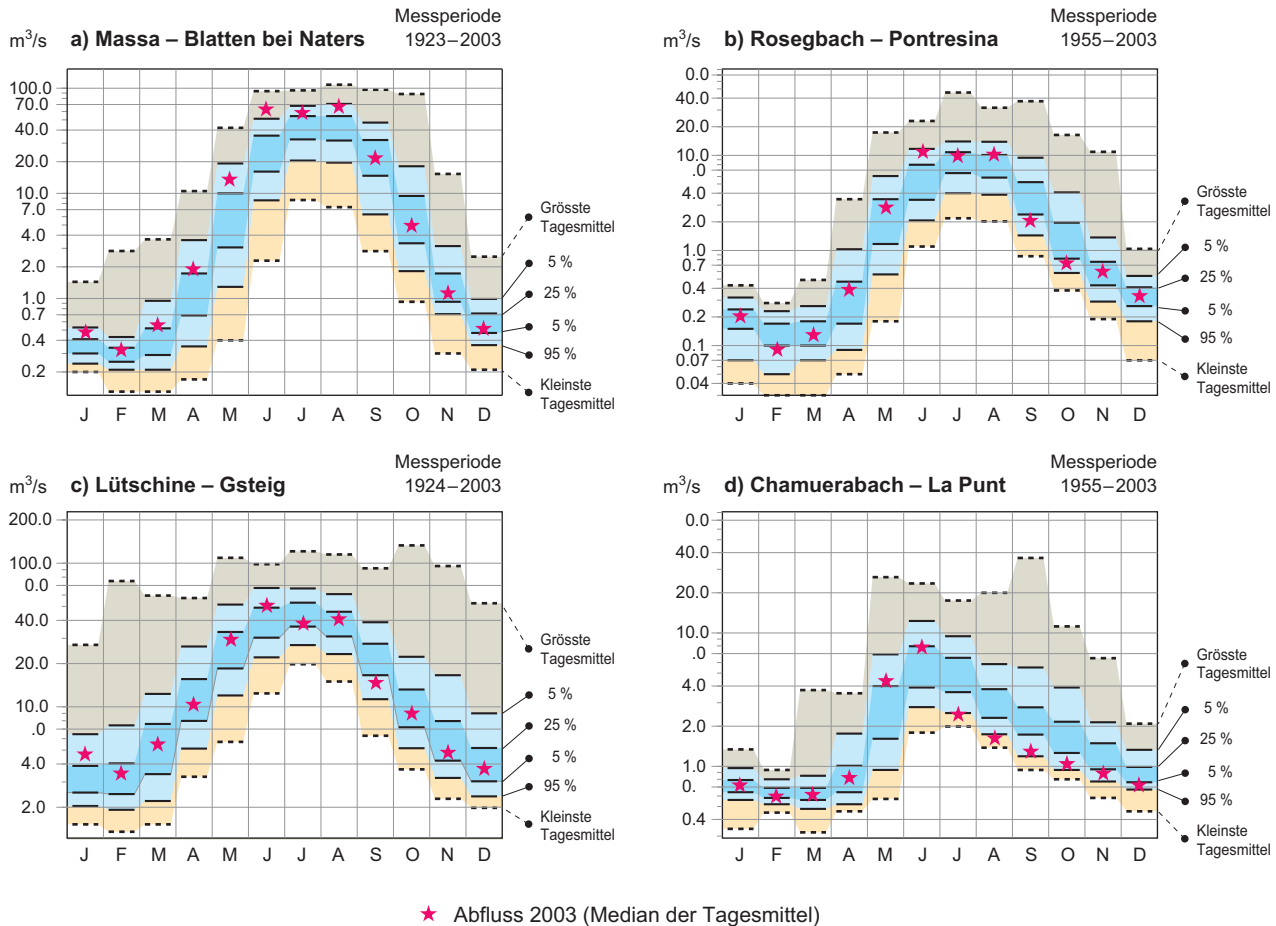 Messperiode
m³/s a) Massa – Blatten bei Naters 1923–2003
100.0
70.0
40.0
20.0
10.0
7.0
4.0
2.0
1.0
0.7
0.4
0.2
J F M A M J J A S O N D
Grösste
Tagesmittel
5 %
25 %
5 %
95 %
Kleinste
Tagesmittel
Messperiode
m³/s b) Rosegbach – Pontresina 1955–2003
0.0
40.0
20.0
10.0
.0
4.0
2.0
1.0
0.7
0.4
0.2
0.1
0.07
0.04
J F M A M J J A S O N D
Grösste
Tagesmittel
5 %
25 %
5 %
95 %
Kleinste
Tagesmittel
Messperiode
m³/s c) Lütschine – Gsteig 1924–2003
200.0
100.0
0.0
40.0
20.0
10.0
.0
4.0
2.0
J F M A M J J A S O N D
Grösste
Tagesmittel
5 %
25 %
5 %
95 %
Kleinste
Tagesmittel
Messperiode
m³/s d) Chamuerabach – La Punt 1955–2003
0.0
40.0
20.0
10.0
.0
4.0
2.0
1.0
0.
0.4
J F M A M J J A S O N D
Grösste
Tagesmittel
5 %
25 %
5 %
95 %
Kleinste
Tagesmittel
Abfluss 2003 (Median der Tagesmittel)